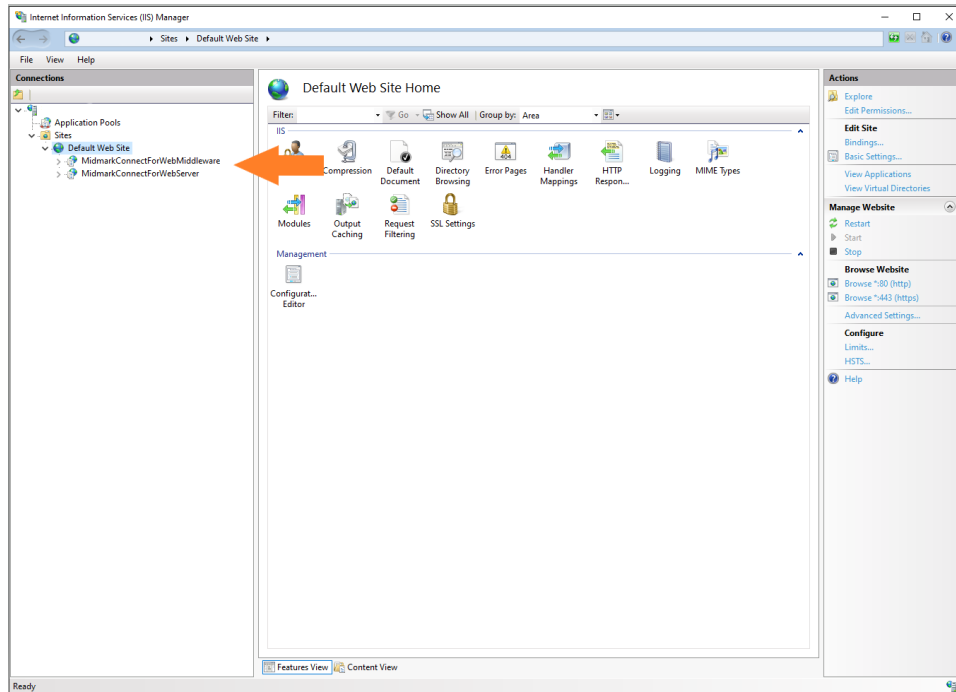 Internet Information Services (IIS) Manager
Sites Default Web Site
File View Help
Connections
Application Pools
Sites
Default Web Site
MidmarkConnectForWebMiddleware
MidmarkConnectForWebServer
Default Web Site Home
Filter: Go Show All Group by: Area
IIS
Compression Default Document Directory Browsing Error Pages Handler Mappings HTTP Respon... Logging MIME Types
Modules Output Caching Request Filtering SSL Settings
Management
Configurat... Editor
Features View Content View
Actions
Explore
Edit Permissions...
Edit Site
Bindings...
Basic Settings...
View Applications
View Virtual Directories
Manage Website
Restart
Start
Stop
Browse Website
Browse *:80 (http)
Browse *:443 (https)
Advanced Settings...
Configure
Limits...
HSTS...
Help
Ready